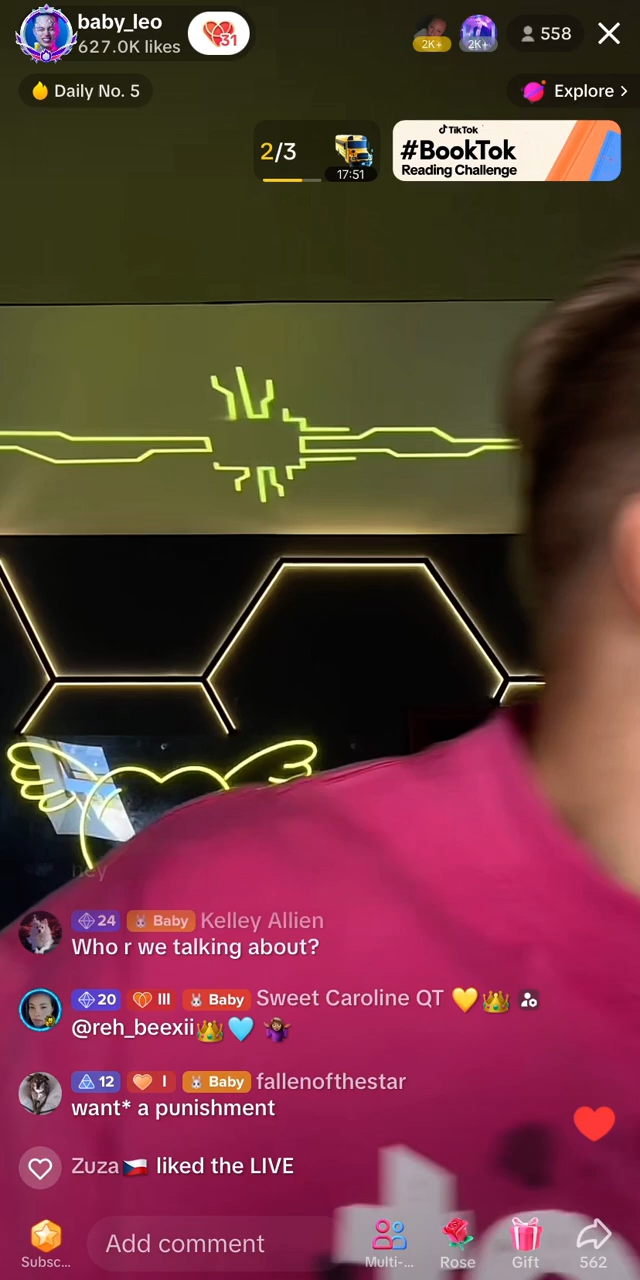 baby_leo
627.0K likes
31
2K+
2K+
558
Daily No. 5
Explore
2/3
17:51
TikTok
#BookTok
Reading Challenge
hey
24 Baby Kelley Allien
Who r we talking about?
20 III Baby Sweet Caroline QT 💛👑
@reh_beexii👑🩵🤷🏾‍♀️
12 I Baby fallenofthestar
want* a punishment
Zuza🇨🇿 liked the LIVE
Add comment
Subsc...
Multi-...
Rose
Gift
562